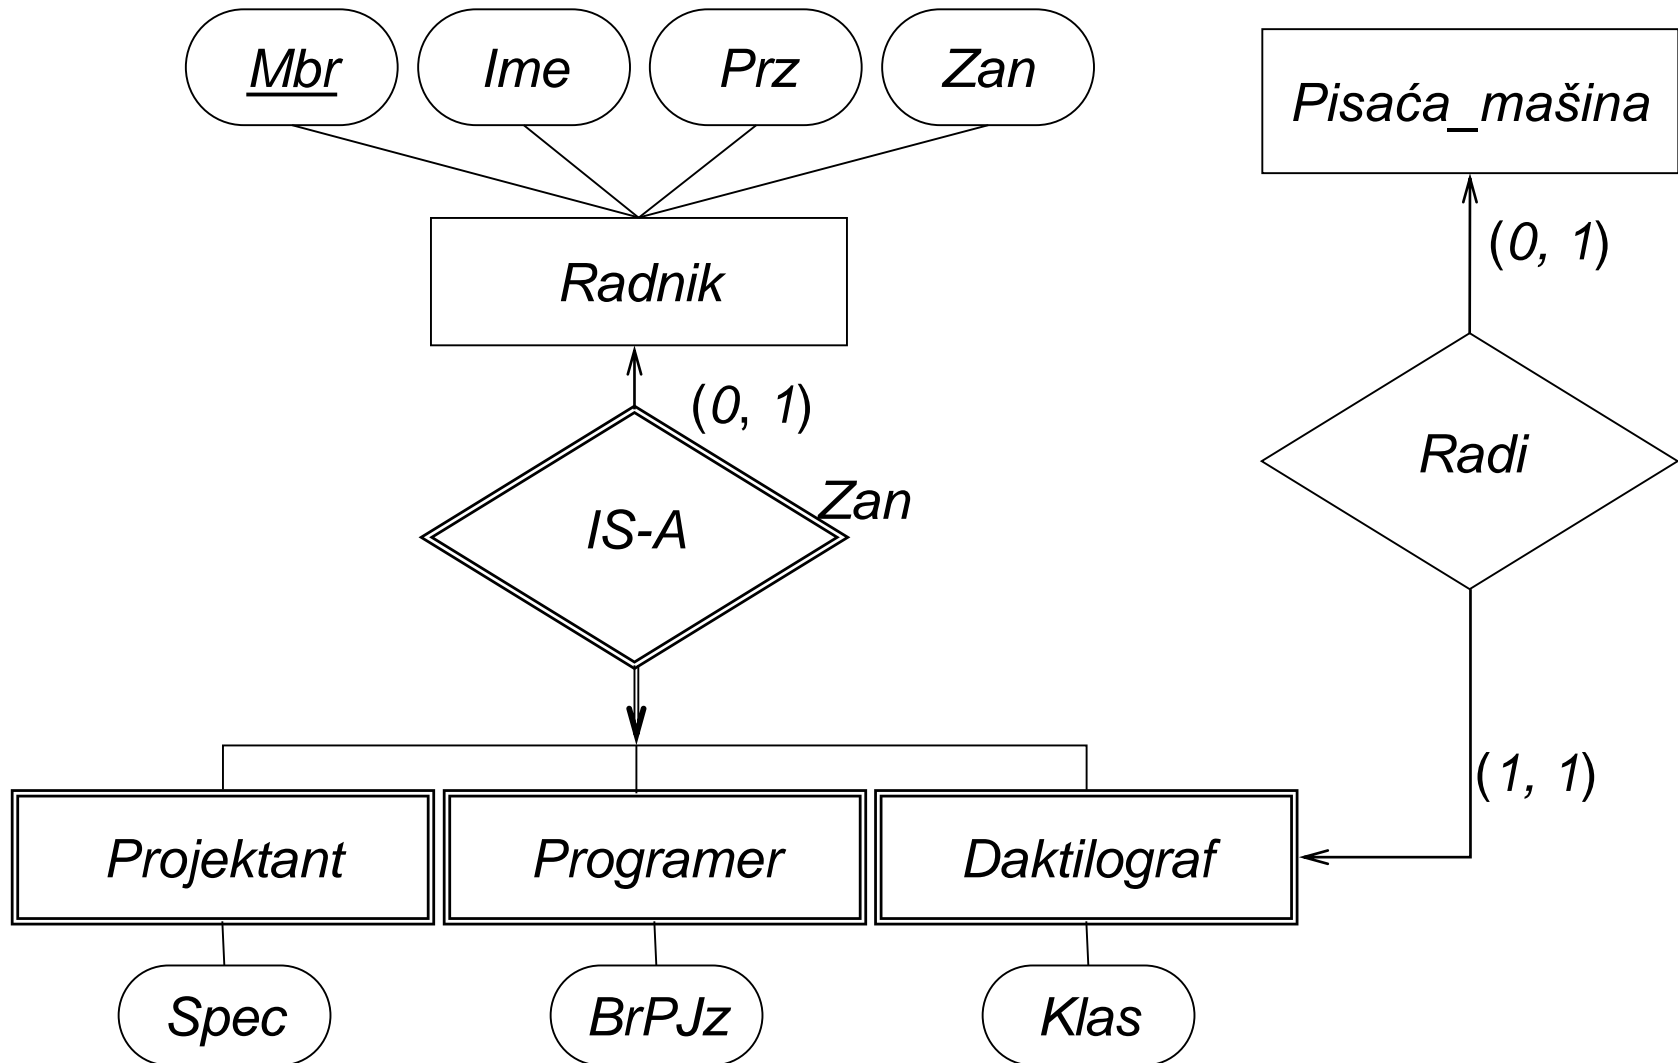 Mbr
Ime
Prz
Zan
Pisaća_mašina
(0, 1)
Radnik
(0, 1)
Radi
Zan
IS-A
(1, 1)
Projektant
Programer
Daktilograf
Spec
BrPJz
Klas